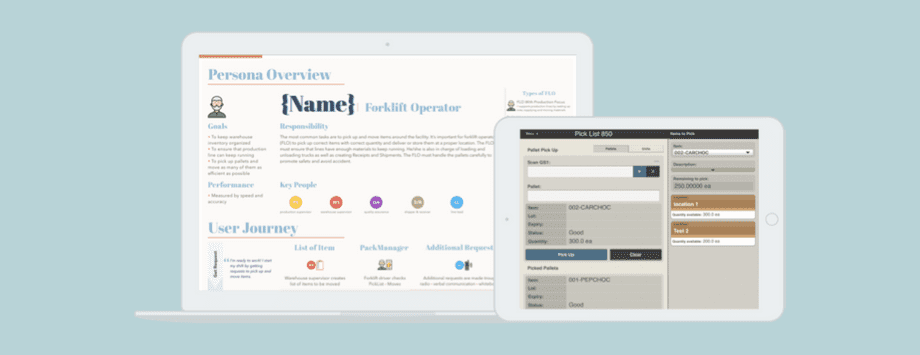 Persona Overview
{Name} Forklift Operator
Goals
• To keep warehouse
inventory organized
• To ensure that production
line can keep running
• To pick up pallets and
move as many of them as
efficient as possible
Performance
• Measured by speed and
accuracy
Responsibility
The most common tasks are to pick up and move items around the facility. It's important for forklift operator
(FLO) to pick up correct items with correct quantity and deliver or store them at a proper location. The FLO
must ensure that lines have enough materials to keep running. He/she is also in charge of loading and
unloading trucks as well as creating Receipts and Shipments. The FLO must handle the pallets carefully to
promote safety and avoid accident.
Key People
Types of FLO
User Journey
Got Request
List of Item
Warehouse supervisor creates
list of items to be moved
PackManager
Forklift driver checks
PickList - Moves
Additional Request
Additional requests are made throu
radio - verbal communication - whitebo
Menu
Pick List 850
Pallet Pick Up
Pallets
Scan SSCC:
+
X
Pallet:
Item: 002-CARCHOC
Lot:
Expiry:
Status: Good
Quantity: 300.0 ea
Pick Up
Clear
Picked Pallets
Item: 001-PEPCHOC
Lot:
Expiry:
Status: Good
Items to Pick
Item:
002-CARCHOC
Description:
Remaining to pick:
250.00000 ea
location 1
Quantity available: 300.0 ea
Test 2
Quantity available: 300.0 ea